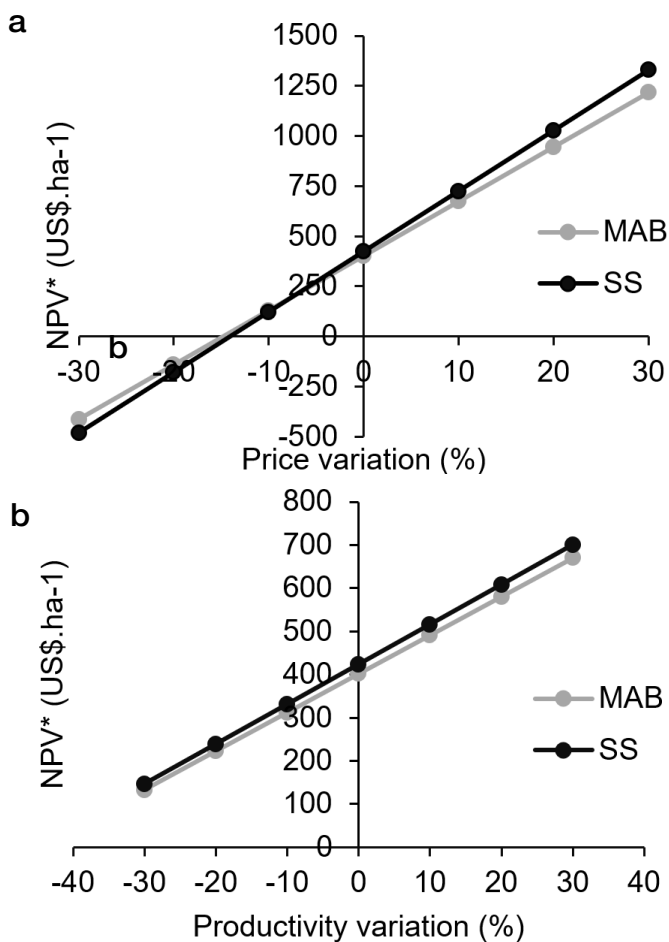 a
1500
1250
1000
750
500
250
0
-250
-500
NPV* (US$.ha-1)
MAB
SS
b
-30 -20 -10 0 10 20 30
Price variation (%)
b
800
700
600
500
400
300
200
100
0
NPV* (US$.ha-1)
MAB
SS
-40 -30 -20 -10 0 10 20 30 40
Productivity variation (%)